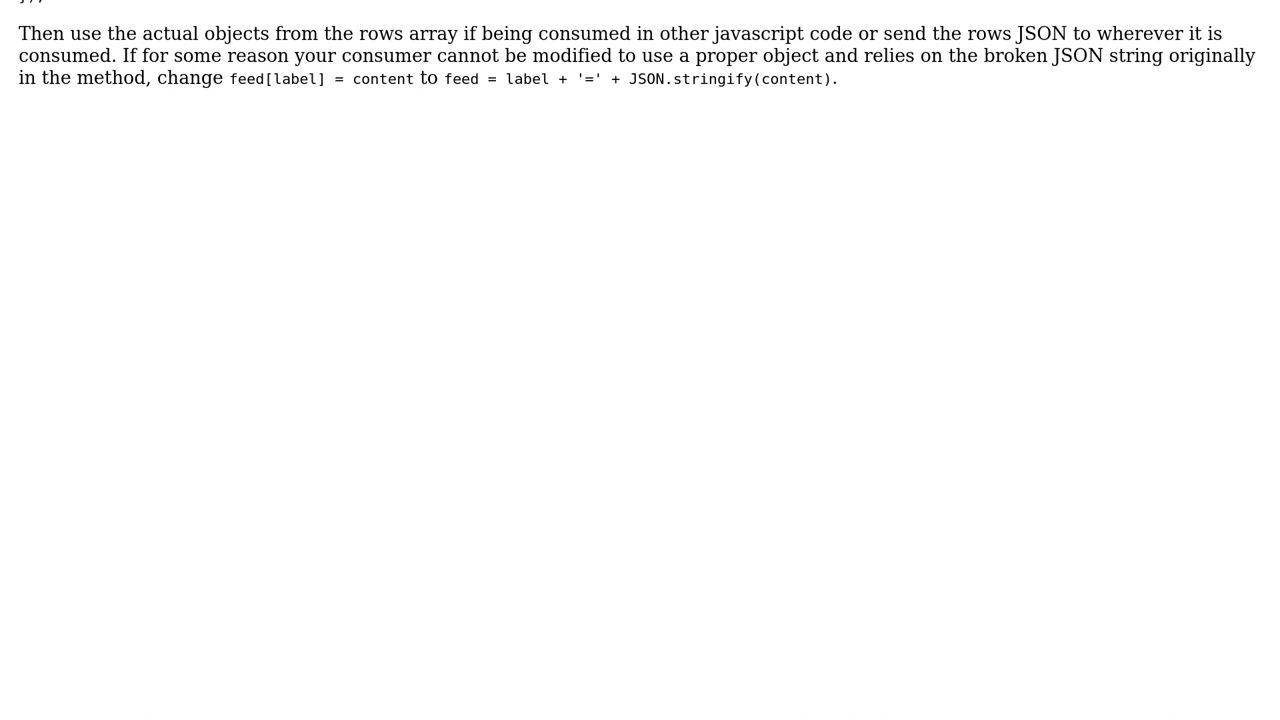 Then use the actual objects from the rows array if being consumed in other javascript code or send the rows JSON to wherever it is
consumed. If for some reason your consumer cannot be modified to use a proper object and relies on the broken JSON string originally
in the method, change feed[label] = content to feed = label + '=' + JSON.stringify(content).